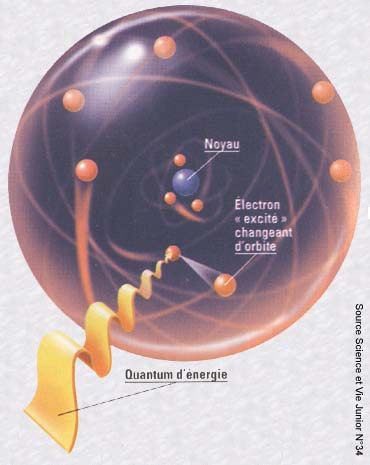 Noyau
Électron
« excité »
changeant
d'orbite
Quantum d'énergie
Source Science et Vie Junior N°34